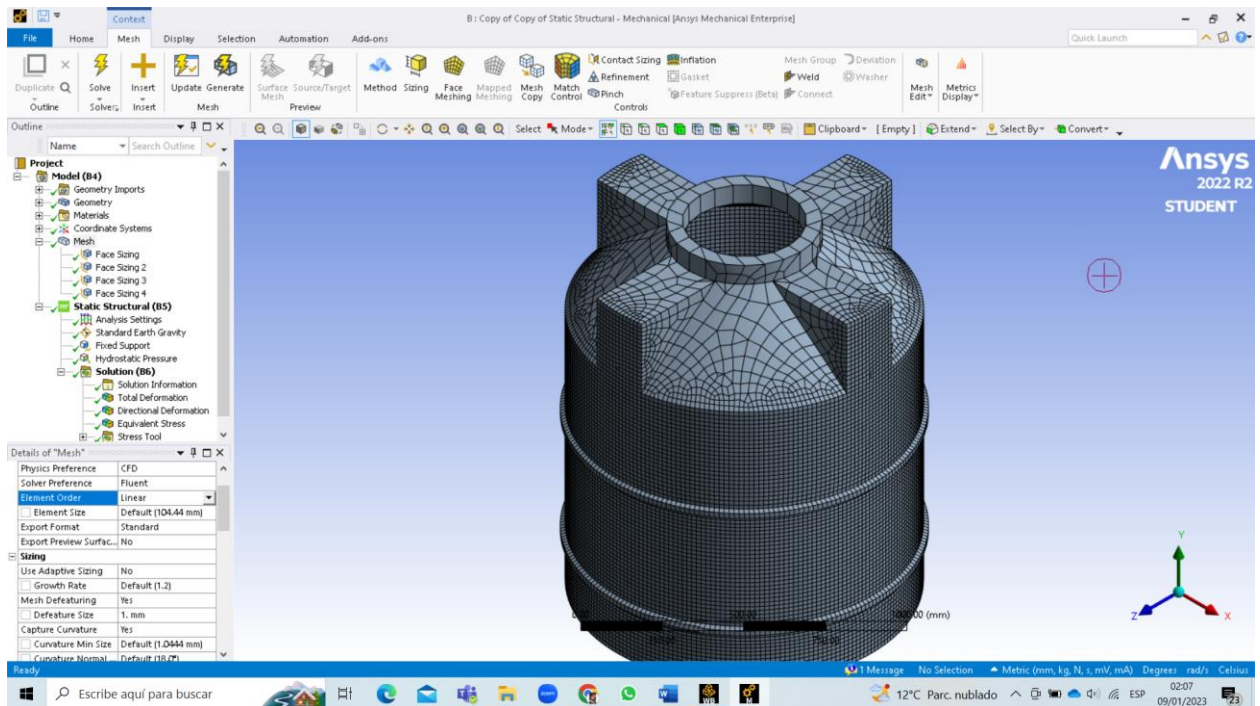 Context
B : Copy of Copy of Static Structural - Mechanical [Ansys Mechanical Enterprise]
File Home Mesh Display Selection Automation Add-ons
Quick Launch
Duplicate Q
Outline
Solve
Solvers
Insert
Insert
Update Generate
Mesh
Surface Mesh Source/Target
Preview
Method Sizing Face Meshing Mapped Meshing Mesh Copy Match Control
Contact Sizing
Refinement
Pinch
Inflation
Gasket
Feature Suppress (Beta)
Controls
Mesh Group
Weld
Connect
Deviation
Washer
Mesh Edit
Metrics Display
Outline
Name Search Outline
Select Mode Clipboard [Empty] Extend Select By Convert
Project
Model (B4)
Geometry Imports
Geometry
Materials
Coordinate Systems
Mesh
Face Sizing
Face Sizing 2
Face Sizing 3
Face Sizing 4
Static Structural (B5)
Analysis Settings
Standard Earth Gravity
Fixed Support
Hydrostatic Pressure
Solution (B6)
Solution Information
Total Deformation
Directional Deformation
Equivalent Stress
Stress Tool
Ansys
2022 R2
STUDENT
Details of "Mesh"
Physics Preference CFD
Solver Preference Fluent
Element Order Linear
Element Size Default (104.44 mm)
Export Format Standard
Export Preview Surfac... No
Sizing
Use Adaptive Sizing No
Growth Rate Default (1.2)
Mesh Defeaturing Yes
Defeature Size 1. mm
Capture Curvature Yes
Curvature Min Size Default (1.0444 mm)
Curvature Normal ... Default (18.0°)
(mm)
Y
Z
X
Ready
1 Message No Selection Metric (mm, kg, N, s, mV, mA) Degrees rad/s Celsius
Escribe aquí para buscar
12°C Parc. nublado
ESP
02:07
09/01/2023
23